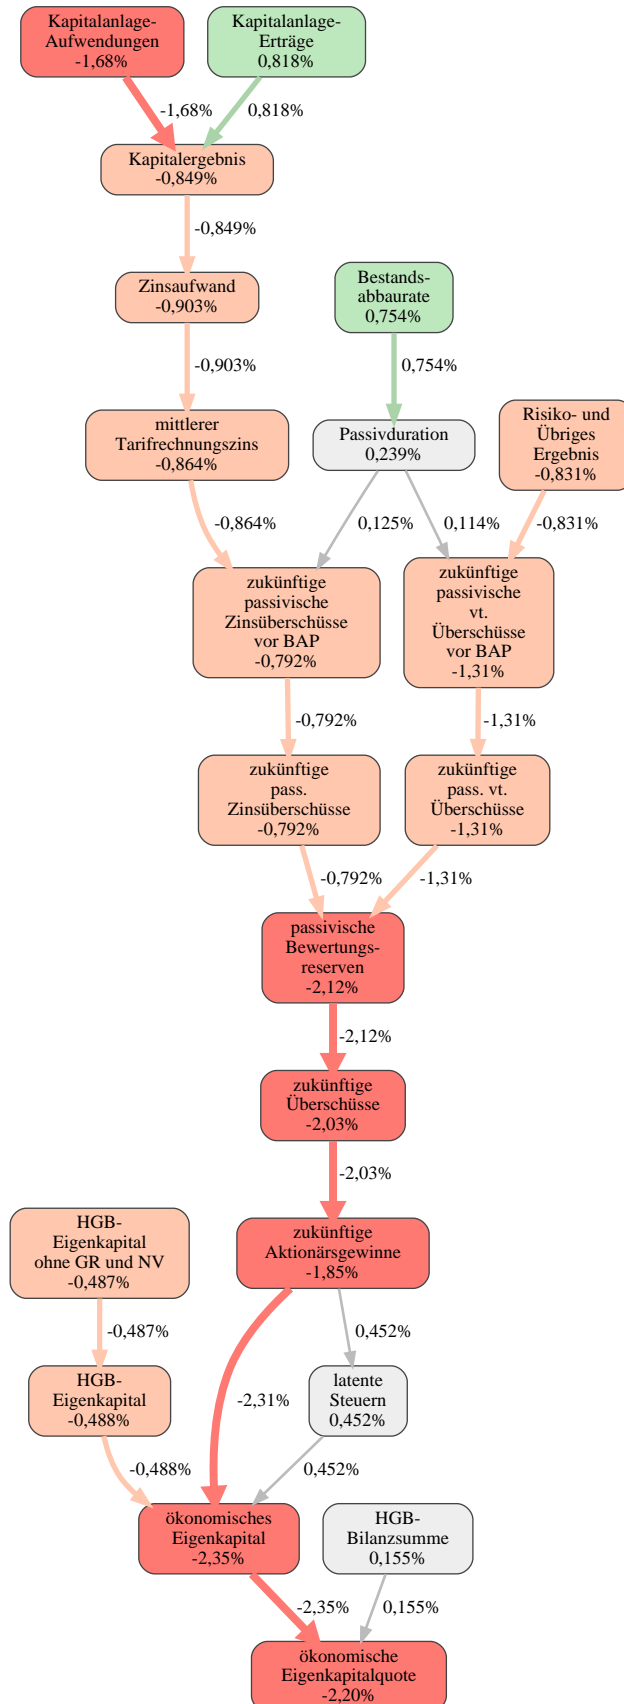 Kapitalanlage-
Aufwendungen
-1,68%
Kapitalanlage-
Erträge
0,818%
-1,68%
0,818%
Kapitalergebnis
-0,849%
-0,849%
Zinsaufwand
-0,903%
Bestands-
abbaurate
0,754%
-0,903%
0,754%
mittlerer
Tarifrechnungszins
-0,864%
Passivduration
0,239%
Risiko- und
Übriges
Ergebnis
-0,831%
-0,864%
0,125%
0,114%
-0,831%
zukünftige
passivische
Zinsüberschüsse
vor BAP
-0,792%
zukünftige
passivische
vt.
Überschüsse
vor BAP
-1,31%
-0,792%
-1,31%
zukünftige
pass.
Zinsüberschüsse
-0,792%
zukünftige
pass. vt.
Überschüsse
-1,31%
-0,792%
-1,31%
passivische
Bewertungs-
reserven
-2,12%
-2,12%
zukünftige
Überschüsse
-2,03%
-2,03%
HGB-
Eigenkapital
ohne GR und NV
-0,487%
zukünftige
Aktionärsgewinne
-1,85%
-0,487%
0,452%
HGB-
Eigenkapital
-0,488%
-2,31%
latente
Steuern
0,452%
-0,488%
0,452%
ökonomisches
Eigenkapital
-2,35%
HGB-
Bilanzsumme
0,155%
-2,35%
0,155%
ökonomische
Eigenkapitalquote
-2,20%